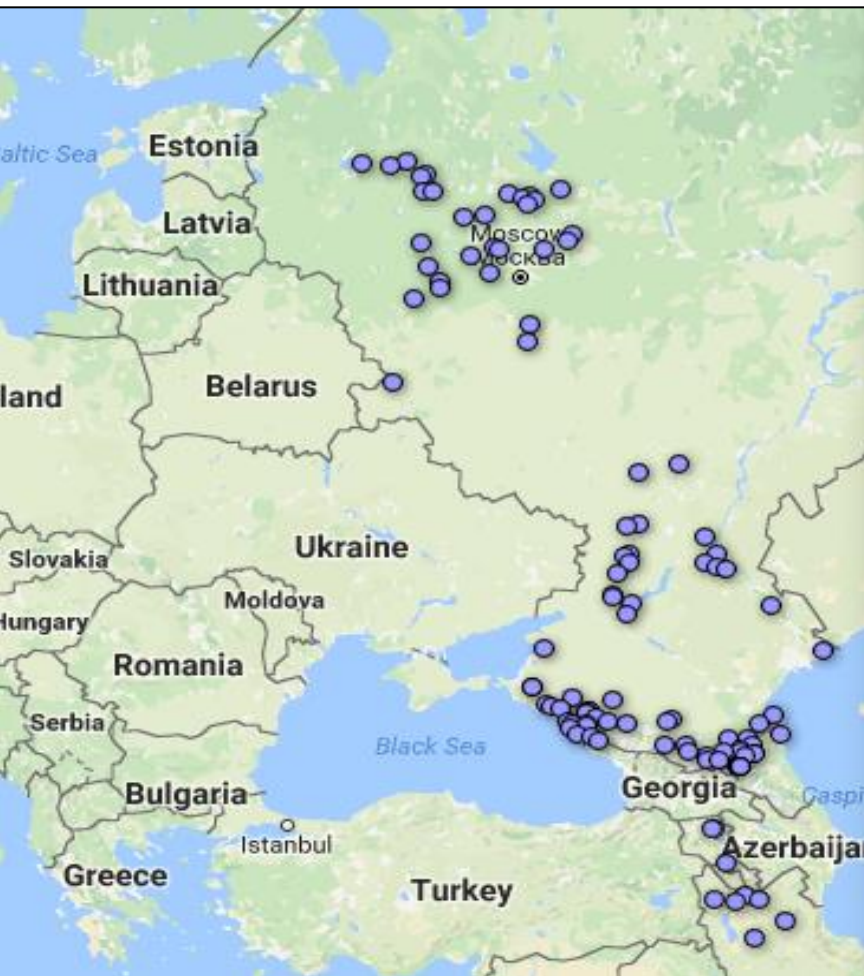 altic Sea
Estonia
Latvia
Moscow
Москва
Lithuania
land
Belarus
Slovakia
Ukraine
Hungary
Moldova
Romania
Serbia
Black Sea
Georgia
Bulgaria
Caspi
Istanbul
Azerbaijan
Greece
Turkey